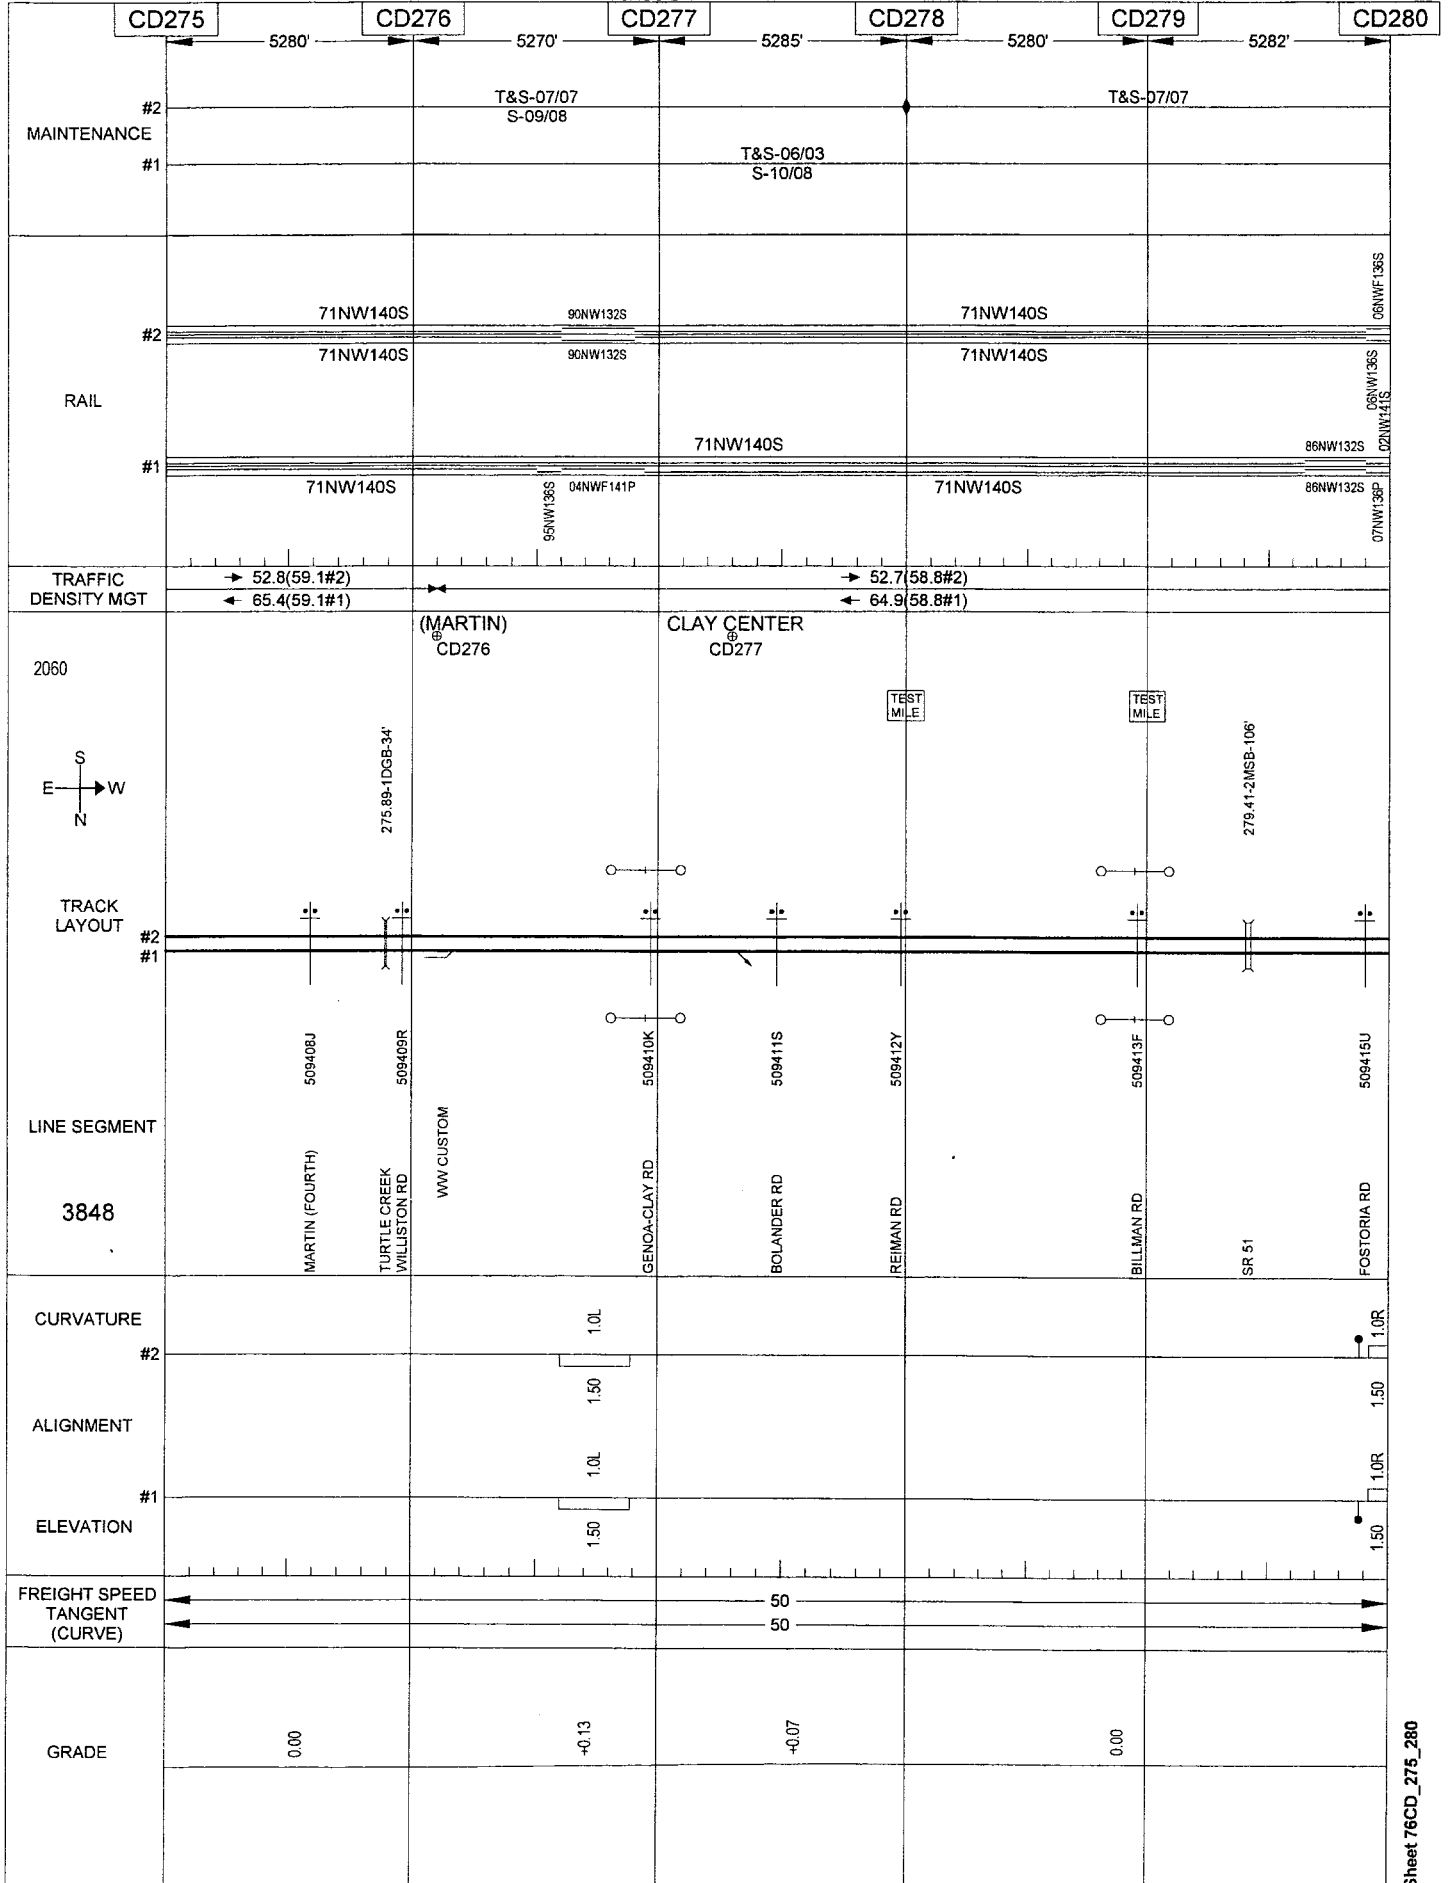 CD275 CD276 CD277 CD278 CD279 CD280
5280' 5270' 5285' 5280' 5282'
MAINTENANCE
#2 T&S-07/07 T&S-07/07
S-09/08
#1 T&S-06/03
S-10/08
RAIL
06NWF136S
71NW140S 90NW132S 71NW140S
#2
71NW140S 90NW132S 71NW140S
06NW136S
02NW141S
71NW140S 86NW132S
#1
71NW140S 95NW136S 04NWF141P 71NW140S 86NW132S 07NW136P
TRAFFIC
DENSITY MGT
52.8(59.1#2) 52.7(58.8#2)
65.4(59.1#1) 64.9(58.8#1)
(MARTIN) CLAY CENTER
CD276 CD277
2060
TEST
MILE
TEST
MILE
S
E W
N
275.89-1DGB-34'
279.41-2MSB-106'
TRACK
LAYOUT
#2
#1
509408J
509409R
509410K
509411S
509412Y
509413F
509415U
LINE SEGMENT
3848
MARTIN (FOURTH)
TURTLE CREEK
WILLISTON RD
WW CUSTOM
GENOA-CLAY RD
BOLANDER RD
REIMAN RD
BILLMAN RD
SR 51
FOSTORIA RD
CURVATURE
#2
1.0L 1.0R
1.50 1.50
ALIGNMENT
1.0L 1.0R
#1
ELEVATION
1.50 1.50
FREIGHT SPEED
TANGENT
(CURVE)
50
50
GRADE
0.00 +0.13 +0.07 0.00
Sheet 76CD_275_280